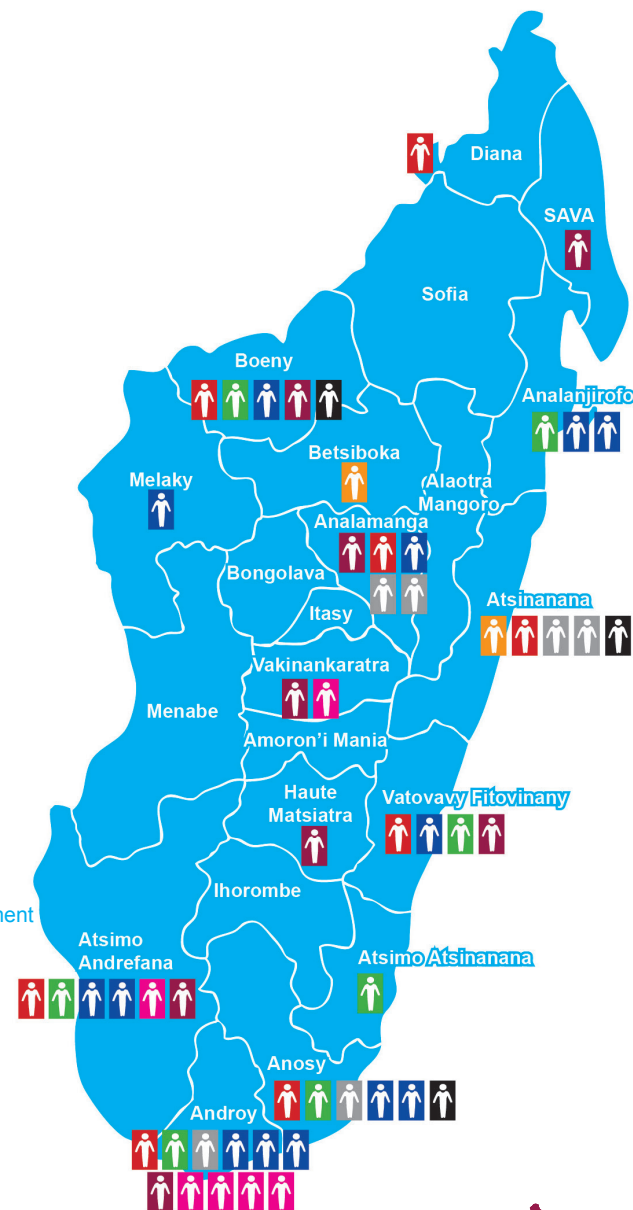 Diana
SAVA
Sofia
Boeny
Analanjirofo
Betsiboka
Melaky
Alaotra
Mangoro
Analamanga
Bongolava
Itasy
Atsinanana
Vakinankaratra
Menabe
Amoron'i Mania
Haute
Matsiatra
Vatovavy Fitovinany
Ihorombe
nent
Atsimo
Andrefana
Atsimo Atsinanana
Anosy
Androy